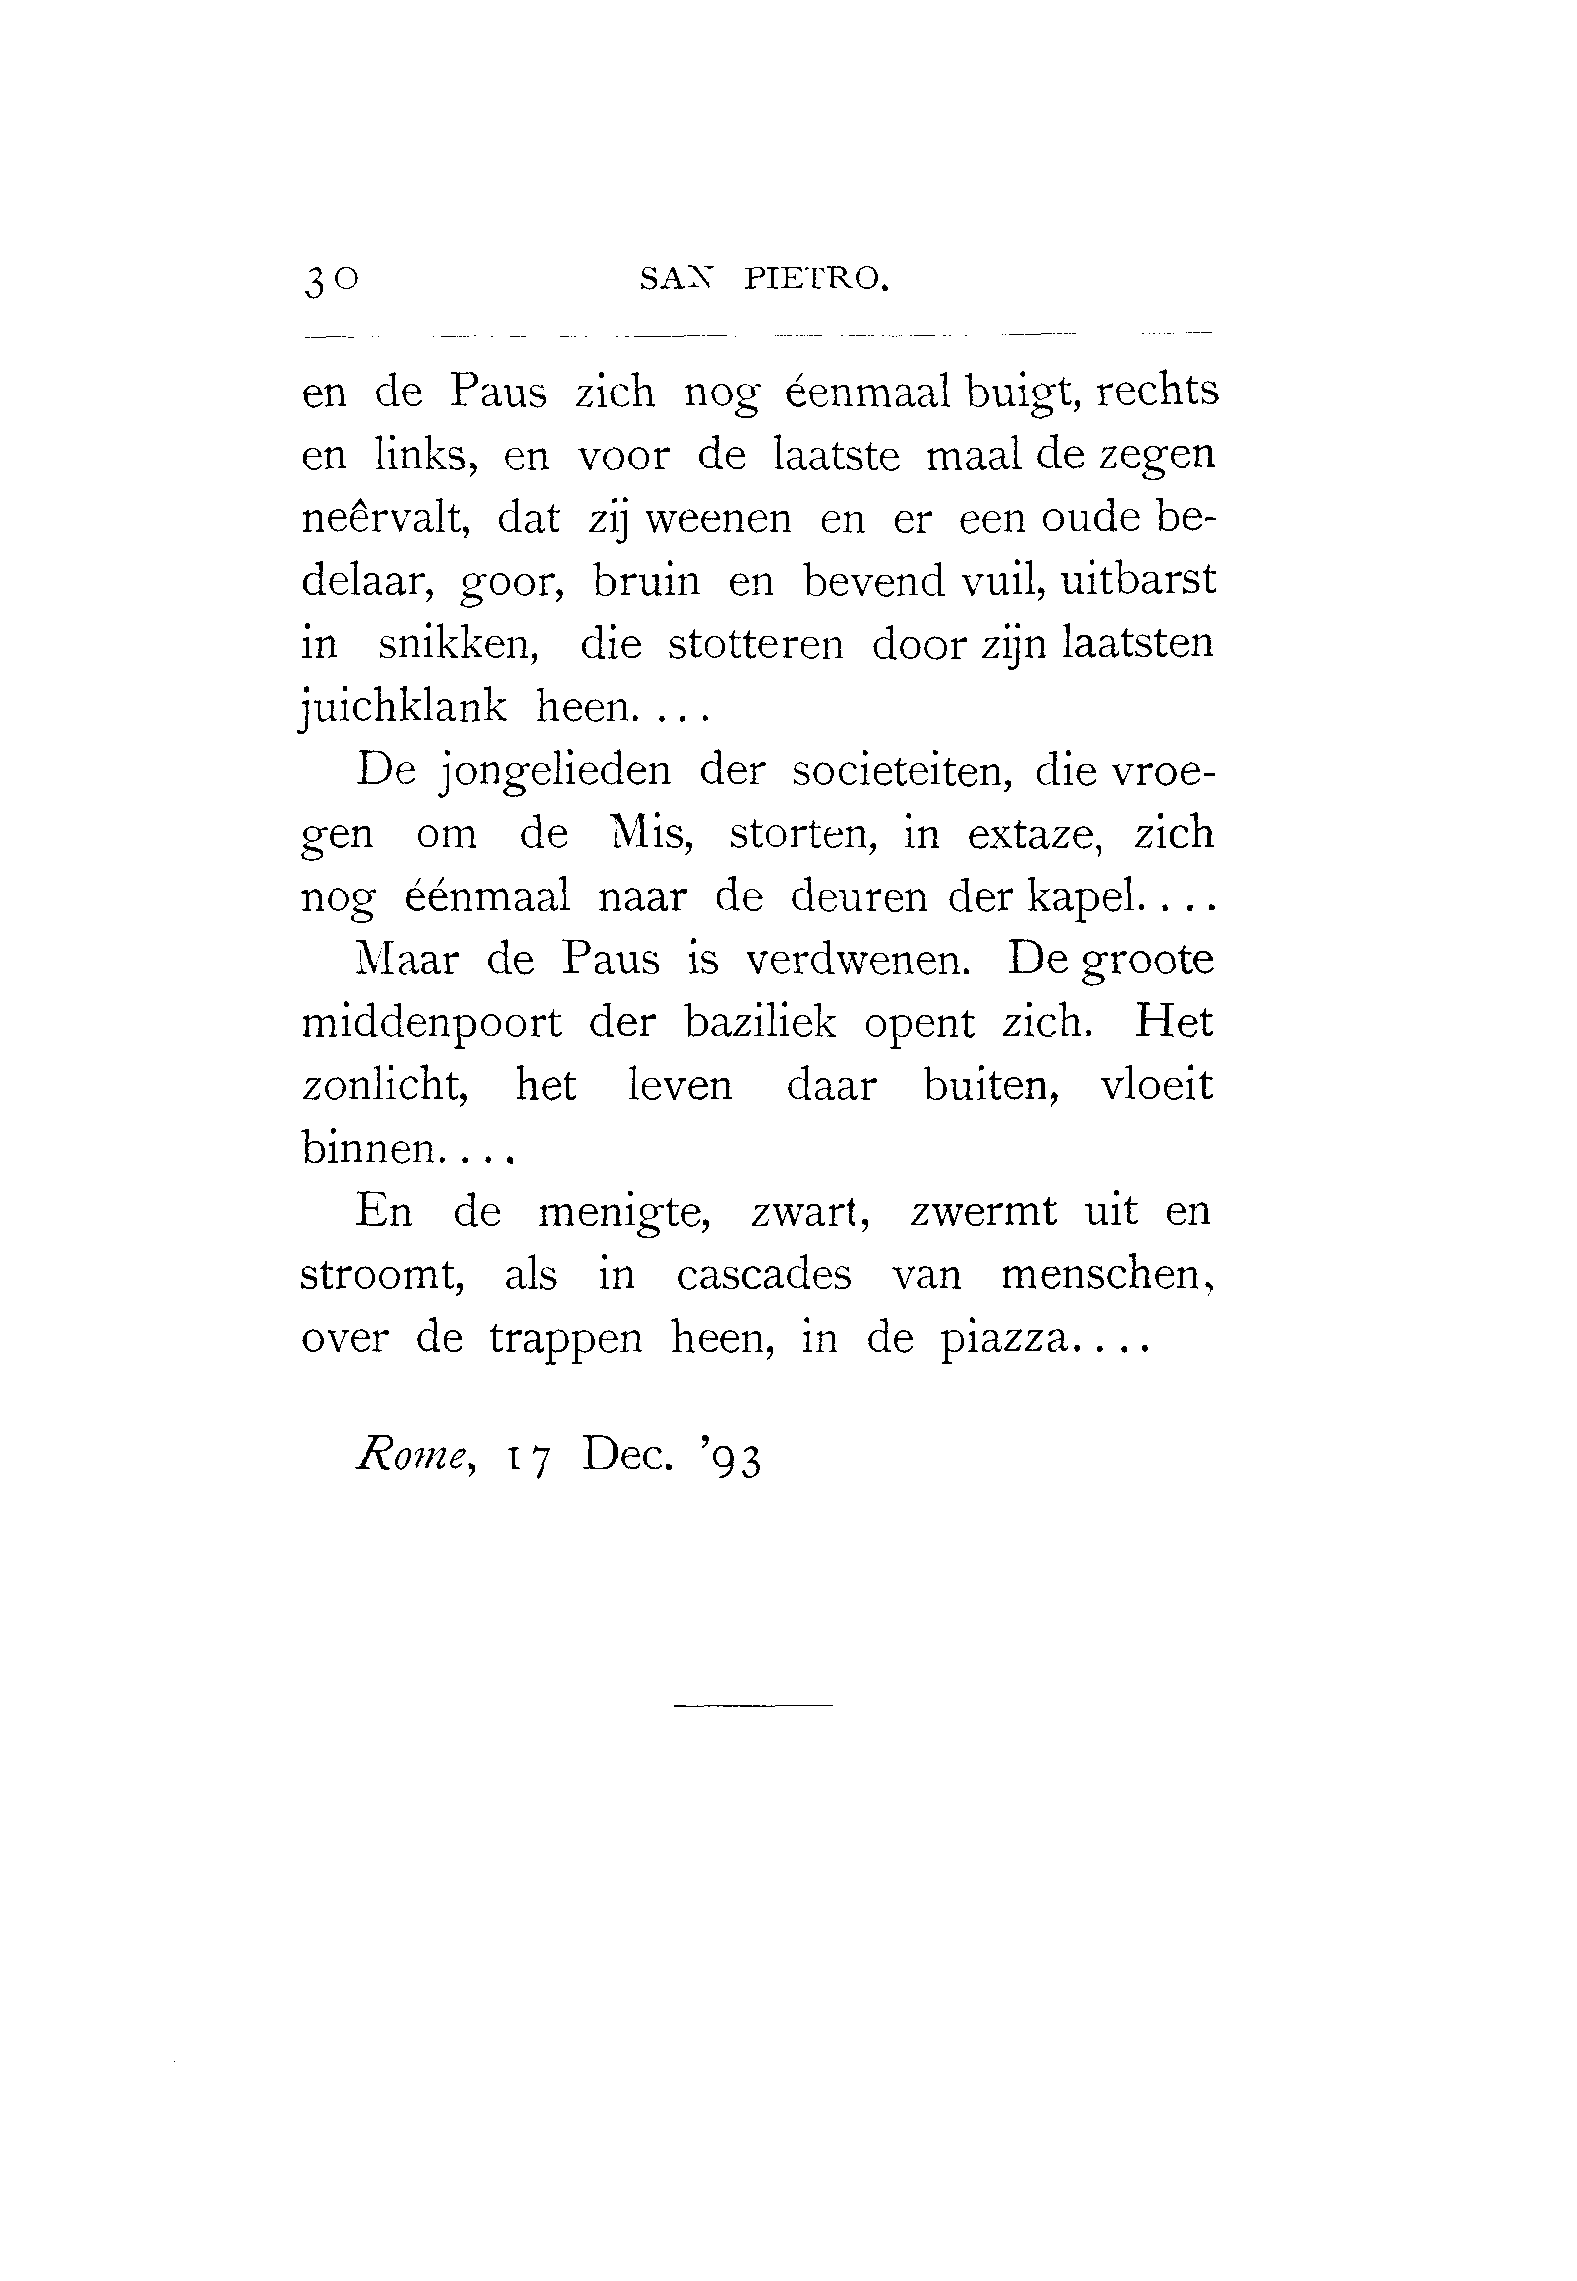 30 SAN PIETRO.
en de Paus zich nog éenmaal buigt, rechts
en links, en voor de laatste maal de zegen
neêrvalt, dat zij weenen en er een oude be-
delaar, goor, bruin en bevend vuil, uitbarst
in snikken, die stotteren door zijn laatsten
juichklank heen. . . .
De jongelieden der societeiten, die vroe-
gen om de Mis, storten, in extaze, zich
nog éénmaal naar de deuren der kapel. . . .
Maar de Paus is verdwenen. De groote
middenpoort der baziliek opent zich. Het
zonlicht, het leven daar buiten, vloeit
binnen. . . .
En de menigte, zwart, zwermt uit en
stroomt, als in cascades van menschen,
over de trappen heen, in de piazza. . . .
Rome, 17 Dec. ’93